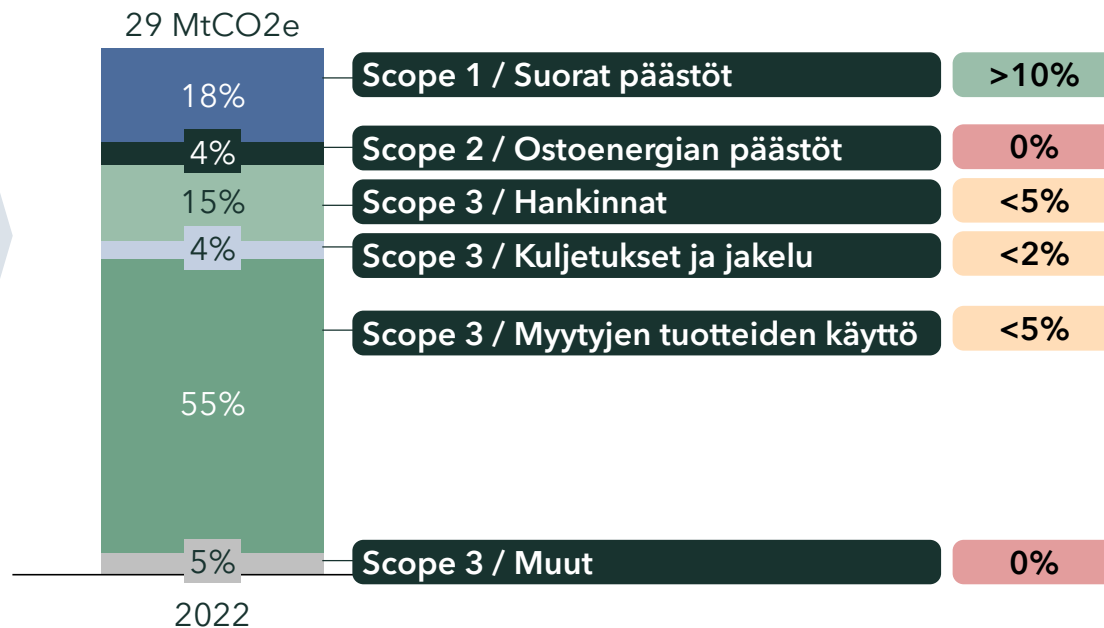 29 MtCO2e
18%
Scope 1 / Suorat päästöt
>10%
4%
Scope 2 / Ostoenergian päästöt
0%
15%
Scope 3 / Hankinnat
<5%
4%
Scope 3 / Kuljetukset ja jakelu
<2%
Scope 3 / Myytyjen tuotteiden käyttö
<5%
55%
5%
Scope 3 / Muut
0%
2022